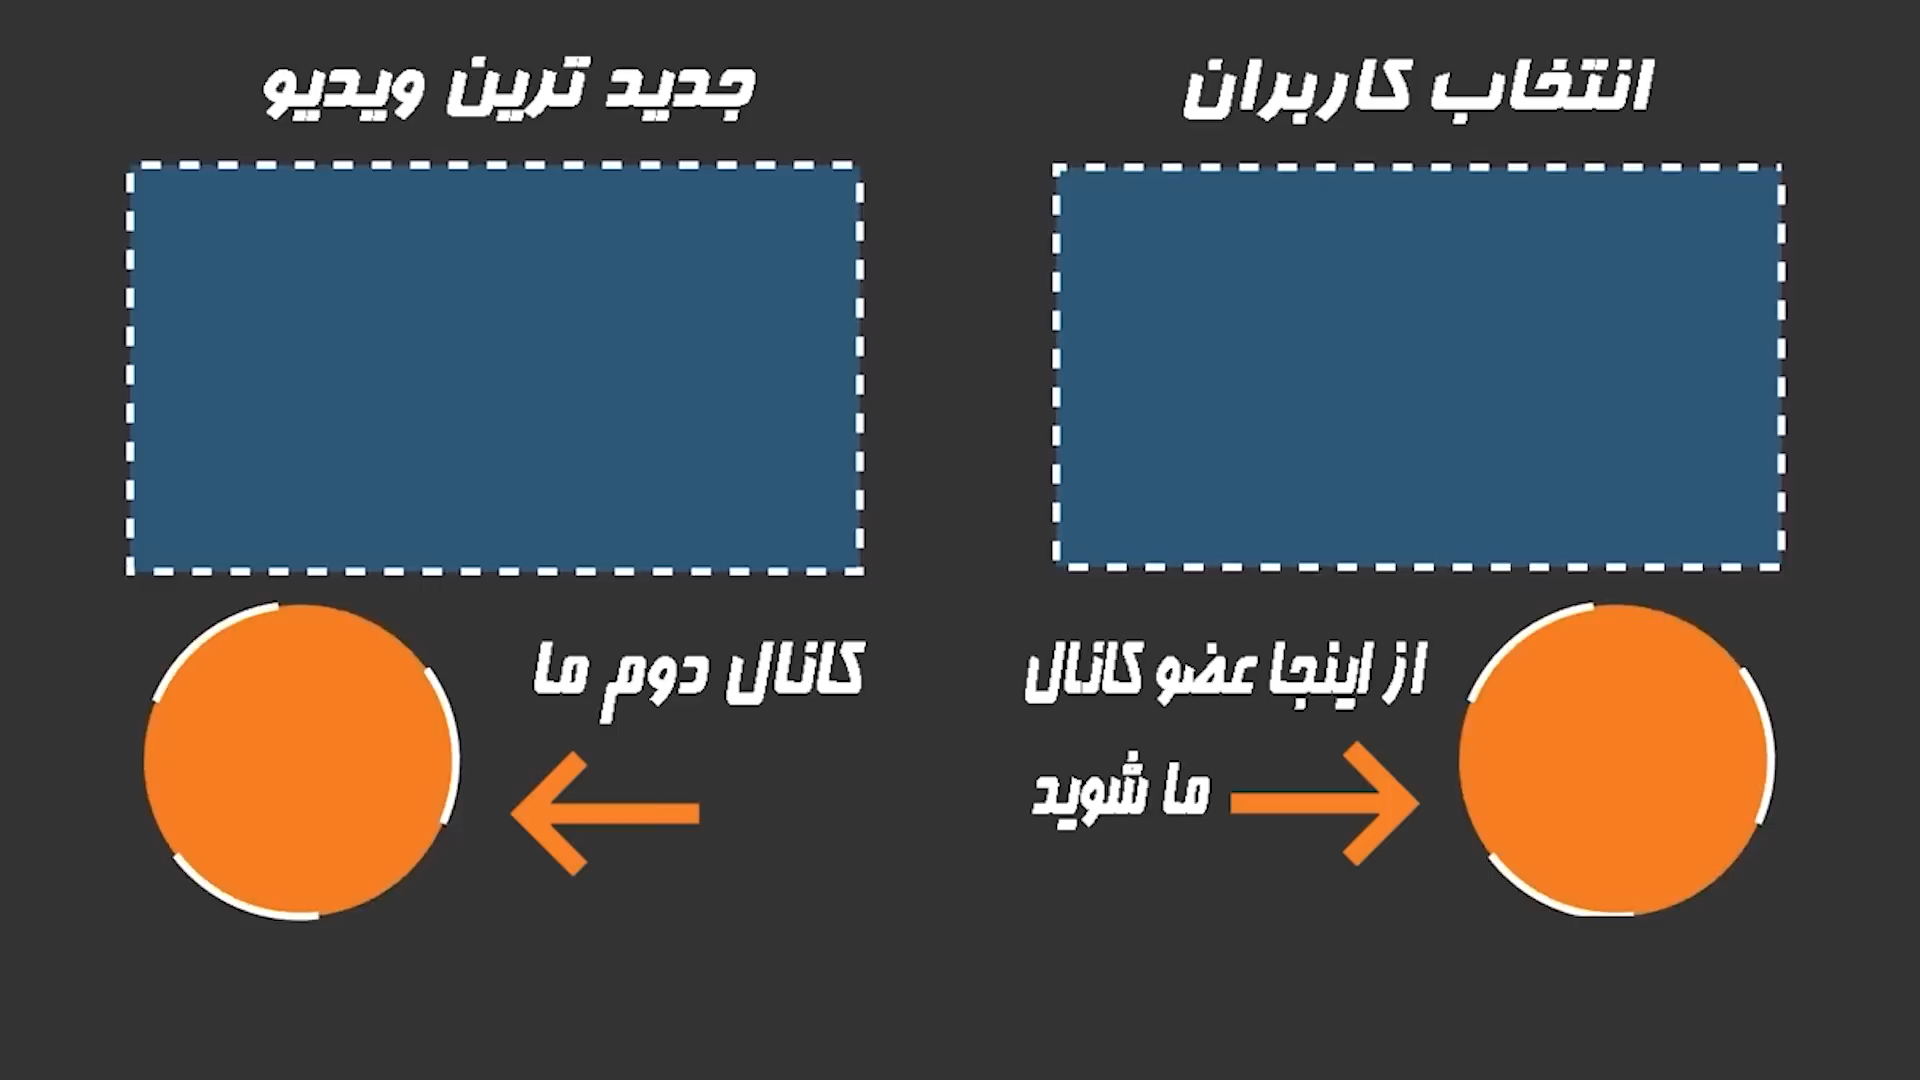 انتخاب کاربران
جدید ترین ویدیو
از اینجا عضو کانال
ما شوید
کانال دوم ما